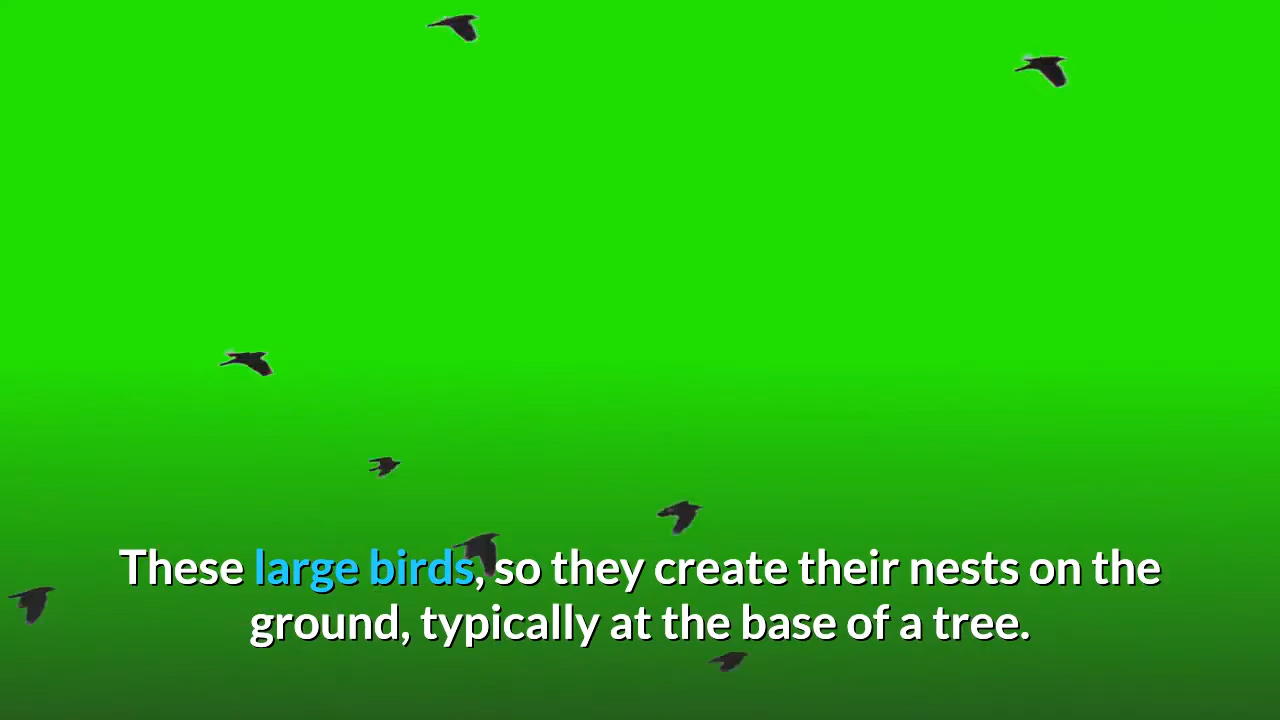 These large birds, so they create their nests on the
ground, typically at the base of a tree.